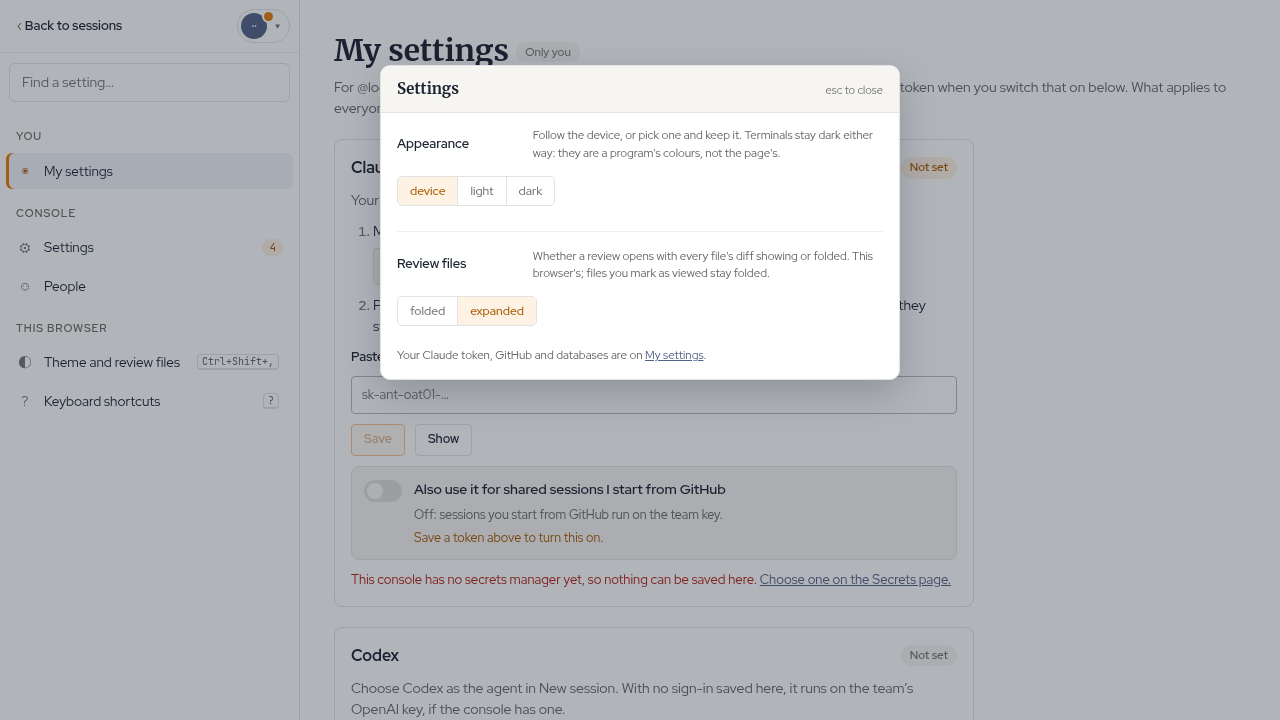 ‹ Back to sessions
Find a setting...
YOU
My settings
CONSOLE
Settings
4
People
THIS BROWSER
Theme and review files
Ctrl+Shift+,
? Keyboard shortcuts
?
My settings
Only you
For @lo
token when you switch that on below. What applies to
everyon
Settings
esc to close
Appearance
Follow the device, or pick one and keep it. Terminals stay dark either
way: they are a program's colours, not the page's.
device
light
dark
Review files
Whether a review opens with every file's diff showing or folded. This
browser's; files you mark as viewed stay folded.
folded
expanded
Your Claude token, GitHub and databases are on My settings.
Clau
Not set
Your
1.
2.
they
Paste
sk-ant-oat01-...
Save
Show
Also use it for shared sessions I start from GitHub
Off: sessions you start from GitHub run on the team key.
Save a token above to turn this on.
This console has no secrets manager yet, so nothing can be saved here. Choose one on the Secrets page.
Codex
Not set
Choose Codex as the agent in New session. With no sign-in saved here, it runs on the team's
OpenAI key, if the console has one.